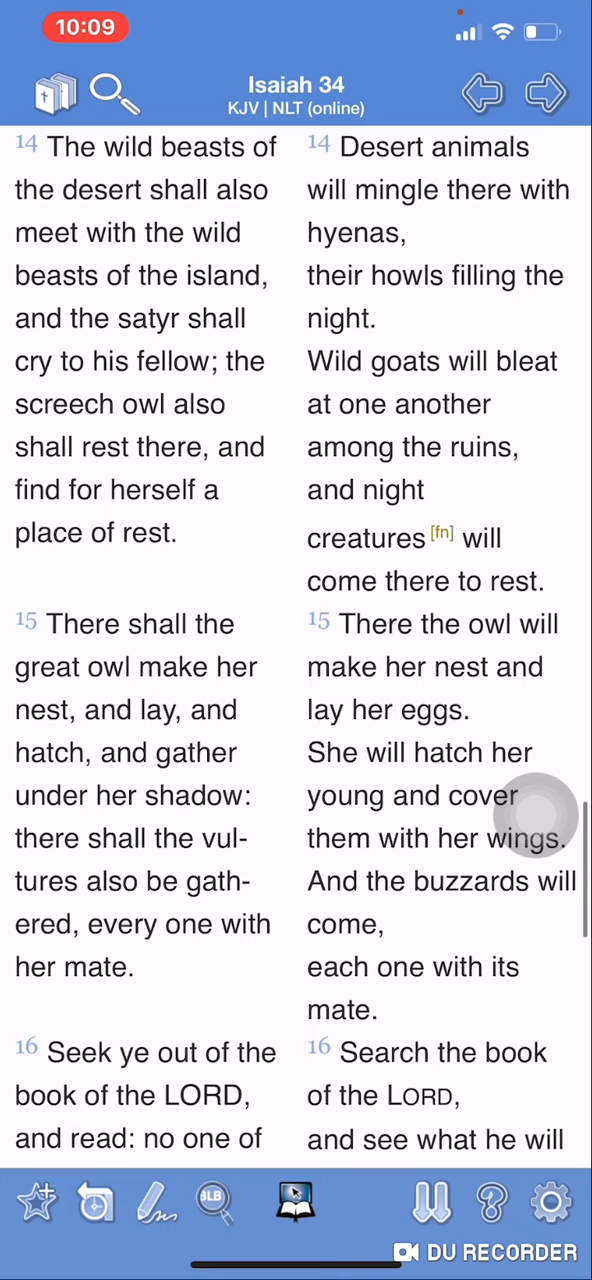 10:09
Isaiah 34
KJV | NLT (online)
14 The wild beasts of
the desert shall also
meet with the wild
beasts of the island,
and the satyr shall
cry to his fellow; the
screech owl also
shall rest there, and
find for herself a
place of rest.
15 There shall the
great owl make her
nest, and lay, and
hatch, and gather
under her shadow:
there shall the vul-
tures also be gath-
ered, every one with
her mate.
16 Seek ye out of the
book of the LORD,
and read: no one of
14 Desert animals
will mingle there with
hyenas,
their howls filling the
night.
Wild goats will bleat
at one another
among the ruins,
and night
creatures [fn] will
come there to rest.
15 There the owl will
make her nest and
lay her eggs.
She will hatch her
young and cover
them with her wings.
And the buzzards will
come,
each one with its
mate.
16 Search the book
of the LORD,
and see what he will
BLB
DU RECORDER